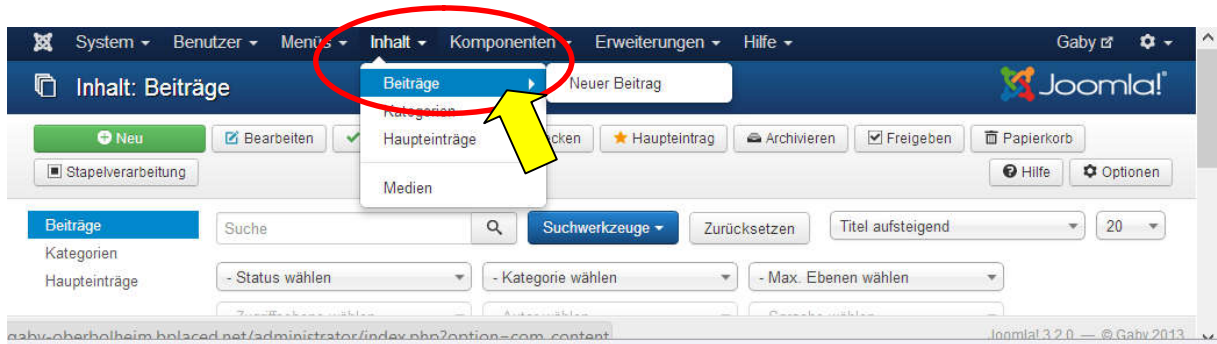 System Benutzer Menüs Inhalt Komponenten Erweiterungen Hilfe Gaby
Inhalt: Beiträge Beiträge Neuer Beitrag Joomla!
Kategorien
Neu Bearbeiten Haupteinträge Haupteintrag Archivieren Freigeben Papierkorb
Stapelverarbeitung Medien Hilfe Optionen
Beiträge Suche Suchwerkzeuge Zurücksetzen Titel aufsteigend 20
Kategorien
Haupteinträge - Status wählen - Kategorie wählen - Max. Ebenen wählen
gaby-oberholheim.bplaced.net/administrator/index.php?option=com_content Joomla! 3.2.0 — © Gaby 2013